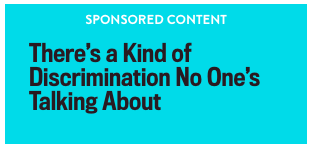 SPONSORED CONTENT
There’s a Kind of
Discrimination No One’s
Talking About